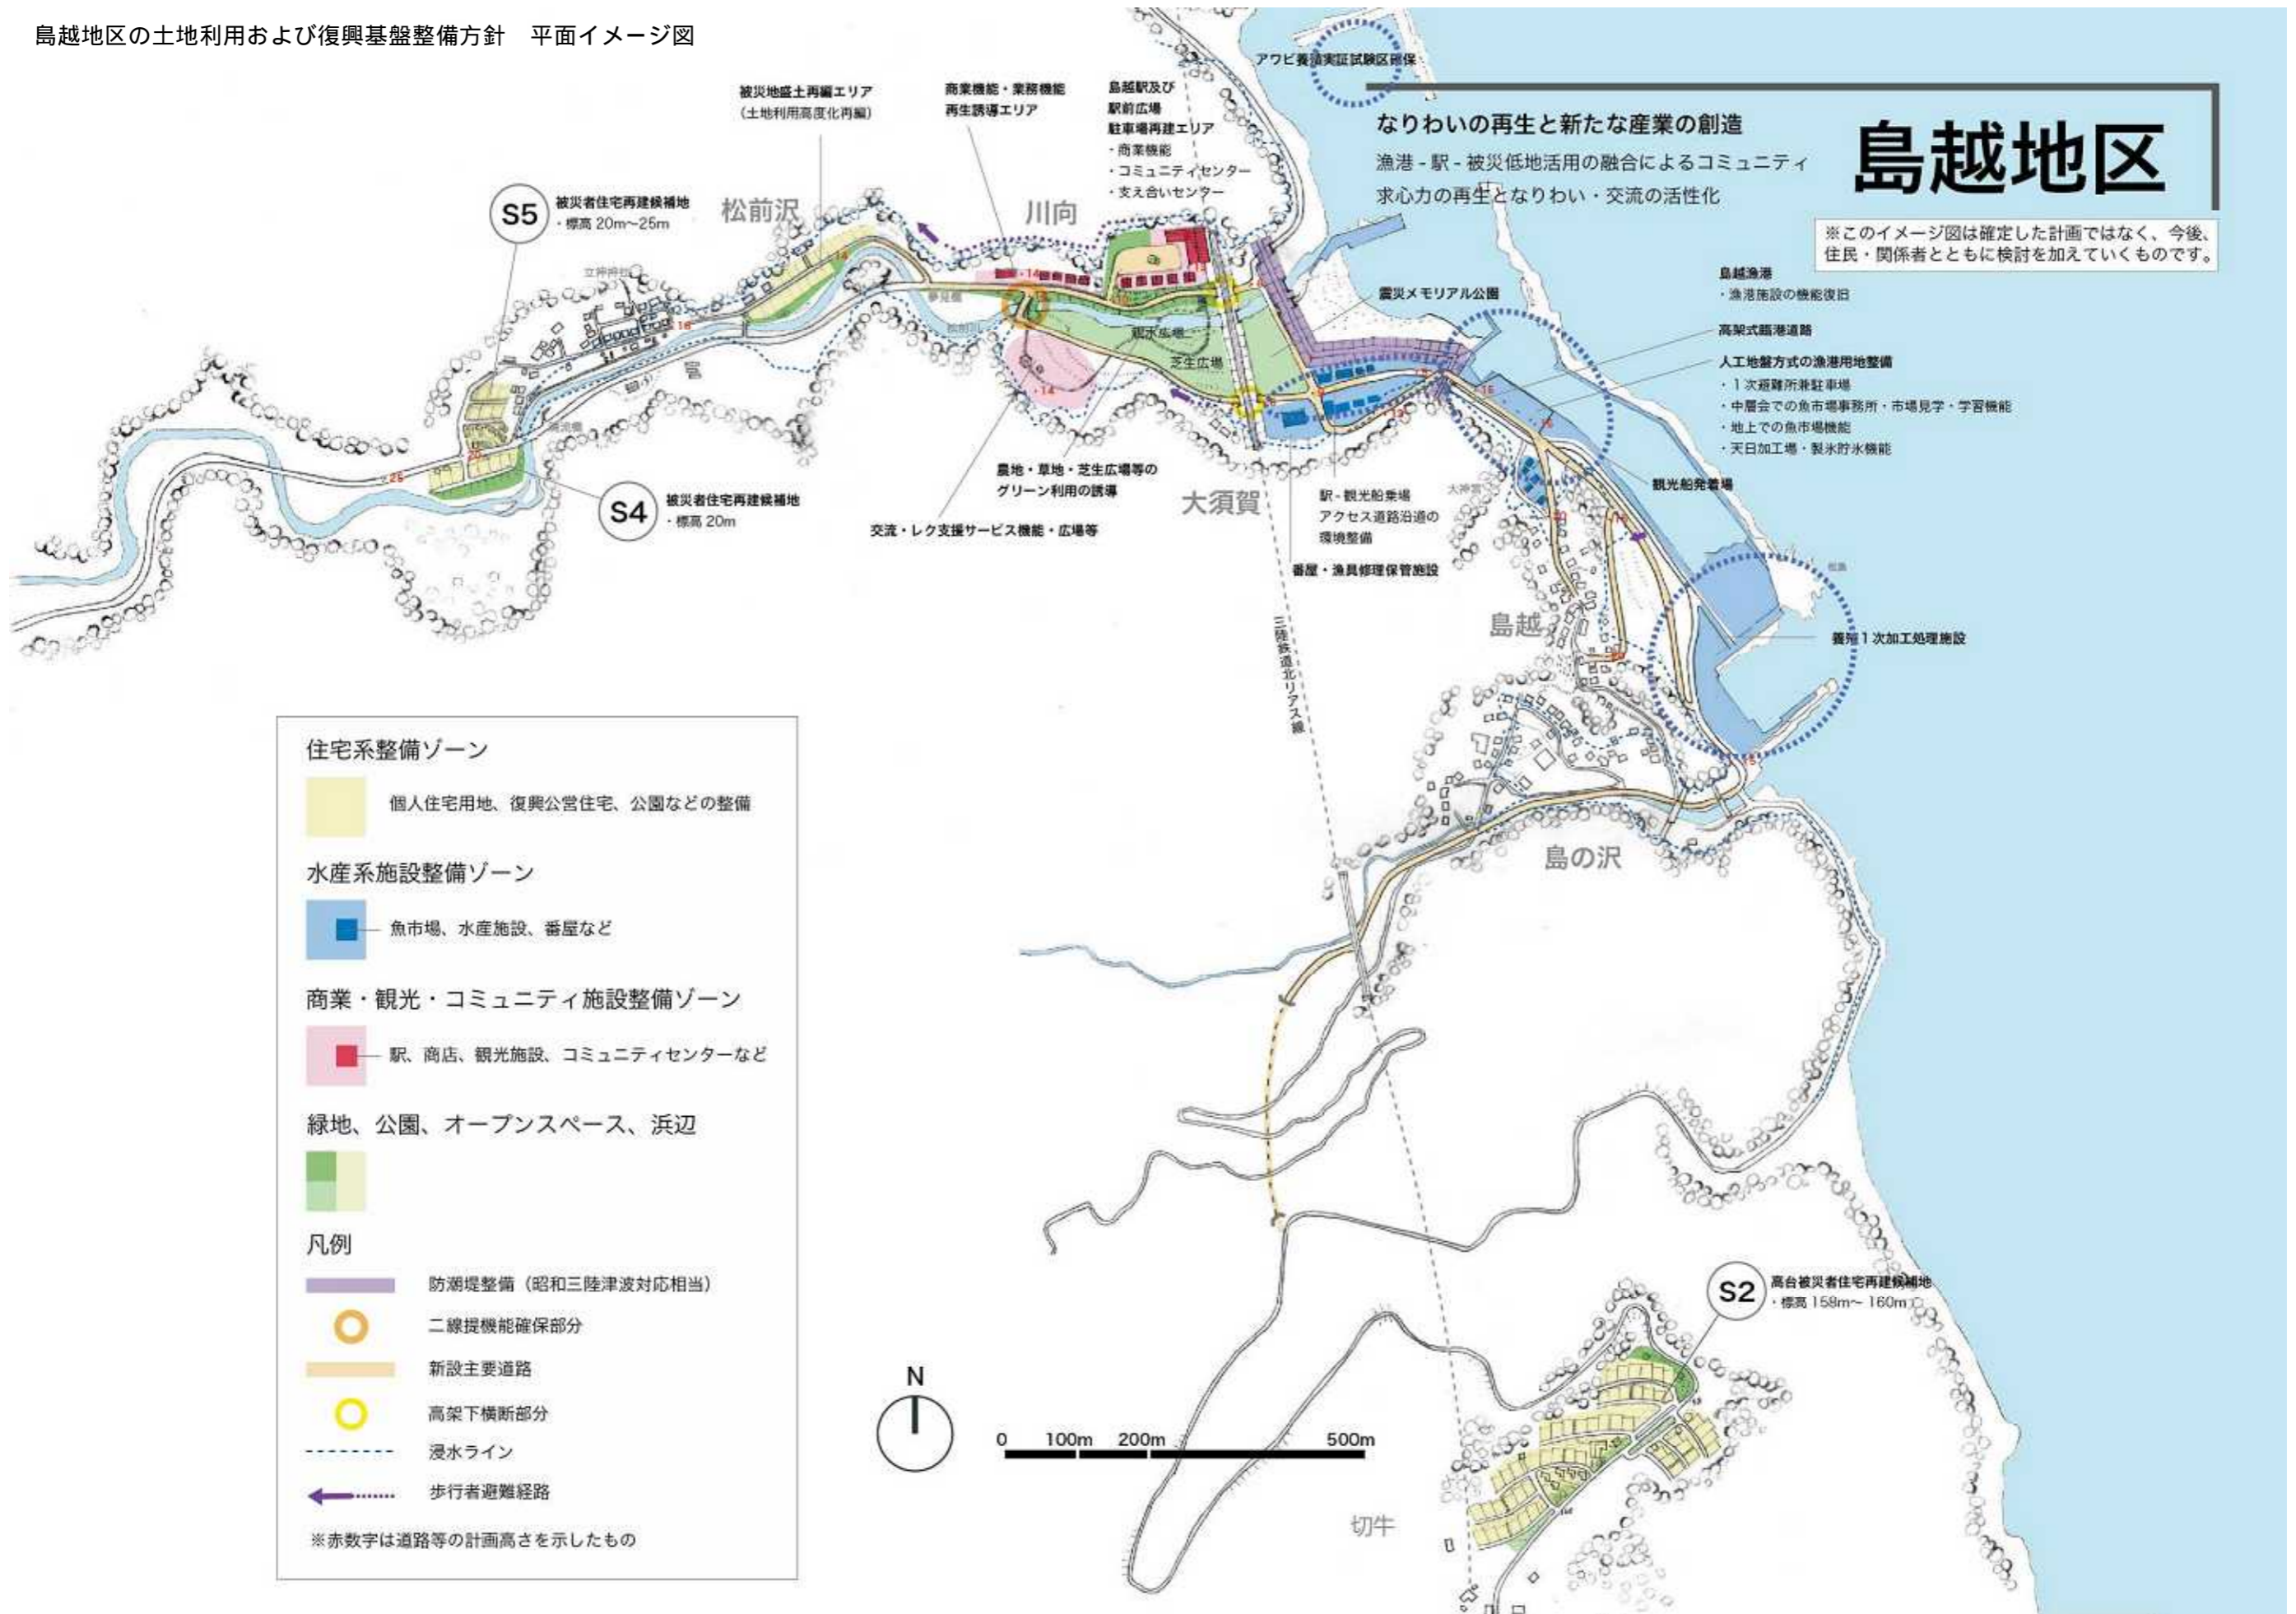 島越地区の土地利用および復興基盤整備方針　平面イメージ図
アワビ養殖実証試験区確保
島越地区
なりわいの再生と新たな産業の創造
漁港 - 駅 - 被災低地活用の融合によるコミュニティ
求心力の再生となりわい・交流の活性化
※このイメージ図は確定した計画ではなく、今後、
住民・関係者とともに検討を加えていくものです。
被災地盛土再編エリア
（土地利用高度化再編）
商業機能・業務機能
再生誘導エリア
島越駅及び
駅前広場
駐車場再建エリア
・商業機能
・コミュニティセンター
・支え合いセンター
S5
被災者住宅再建候補地
・標高 20m～25m
松前沢
川向
島越漁港
・漁港施設の機能復旧
震災メモリアル公園
高架式臨港道路
人工地盤方式の漁港用地整備
・１次避難所兼駐車場
・中層会での魚市場事務所・市場見学・学習機能
・地上での魚市場機能
・天日加工場・製氷貯氷機能
親水広場
芝生広場
14
14
14
16
20
25
15
S4
被災者住宅再建候補地
・標高 20m
農地・草地・芝生広場等の
グリーン利用の誘導
交流・レク支援サービス機能・広場等
大須賀
駅 - 観光船乗場
アクセス道路沿道の
環境整備
番屋・漁具修理保管施設
観光船発着場
島越
養殖１次加工処理施設
三陸鉄道北リアス線
島の沢
住宅系整備ゾーン
個人住宅用地、復興公営住宅、公園などの整備
水産系施設整備ゾーン
魚市場、水産施設、番屋など
商業・観光・コミュニティ施設整備ゾーン
駅、商店、観光施設、コミュニティセンターなど
緑地、公園、オープンスペース、浜辺
凡例
防潮堤整備（昭和三陸津波対応相当）
二線提機能確保部分
新設主要道路
高架下横断部分
浸水ライン
歩行者避難経路
※赤数字は道路等の計画高さを示したもの
N
0 100m 200m 500m
S2
高台被災者住宅再建候補地
・標高 158m～ 160m
切牛